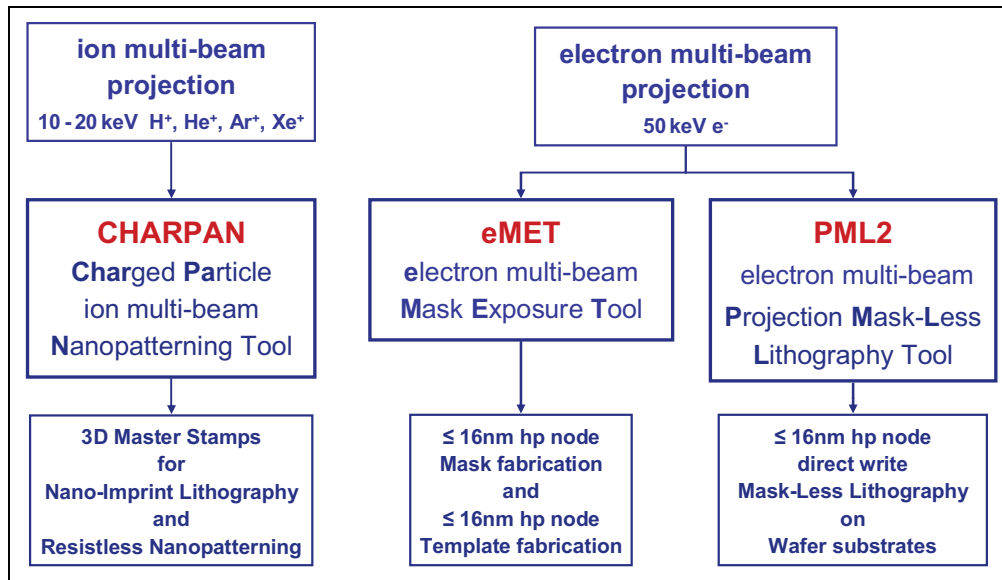 ion multi-beam
projection
10 - 20 keV H⁺, He⁺, Ar⁺, Xe⁺
electron multi-beam
projection
50 keV e⁻
CHARPAN
Charged Particle
ion multi-beam
Nanopatterning Tool
eMET
electron multi-beam
Mask Exposure Tool
PML2
electron multi-beam
Projection Mask-Less
Lithography Tool
3D Master Stamps
for
Nano-Imprint Lithography
and
Resistless Nanopatterning
≤ 16nm hp node
Mask fabrication
and
≤ 16nm hp node
Template fabrication
≤ 16nm hp node
direct write
Mask-Less Lithography
on
Wafer substrates